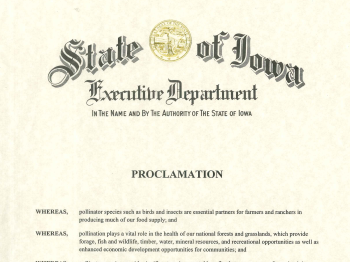 State of Iowa
Executive Department
IN THE NAME AND BY THE AUTHORITY OF THE STATE OF IOWA
PROCLAMATION
WHEREAS, pollinator species such as birds and insects are essential partners for farmers and ranchers in
producing much of our food supply; and
WHEREAS, pollination plays a vital role in the health of our national forests and grasslands, which provide
forage, fish and wildlife, timber, water, mineral resources, and recreational opportunities as well as
enhanced economic development opportunities for communities; and